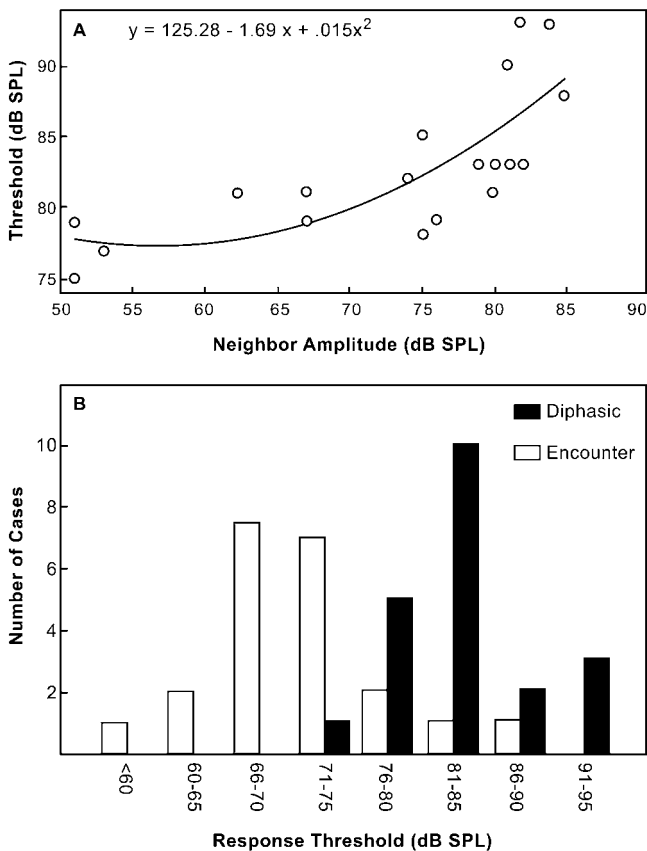 A
y = 125.28 - 1.69 x + .015x²
90
85
80
75
Threshold (dB SPL)
50 55 60 65 70 75 80 85 90
Neighbor Amplitude (dB SPL)
B
Diphasic
Encounter
10
8
6
4
2
Number of Cases
<60 60-65 66-70 71-75 76-80 81-85 86-90 91-95
Response Threshold (dB SPL)